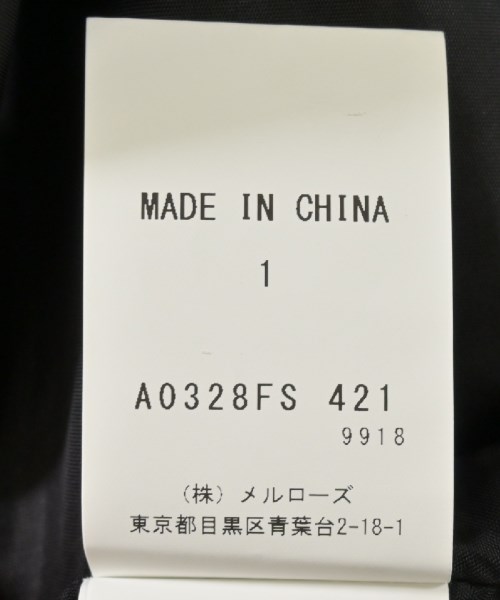 MADE IN CHINA
1
A0328FS 421
9918
(株)メルローズ
東京都目黒区青葉台2-18-1